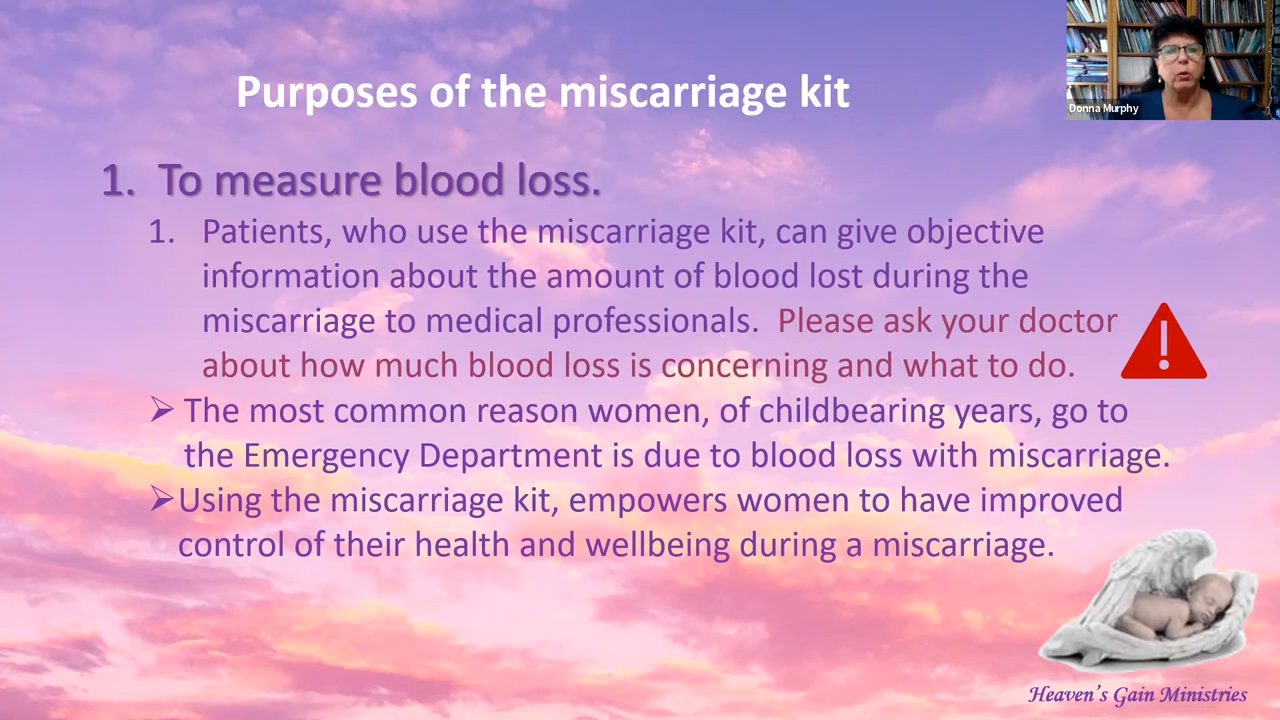 Purposes of the miscarriage kit
Donna Murphy
1. To measure blood loss.
1. Patients, who use the miscarriage kit, can give objective
information about the amount of blood lost during the
miscarriage to medical professionals. Please ask your doctor
about how much blood loss is concerning and what to do.
➢ The most common reason women, of childbearing years, go to
the Emergency Department is due to blood loss with miscarriage.
➢Using the miscarriage kit, empowers women to have improved
control of their health and wellbeing during a miscarriage.
Heaven's Gain Ministries